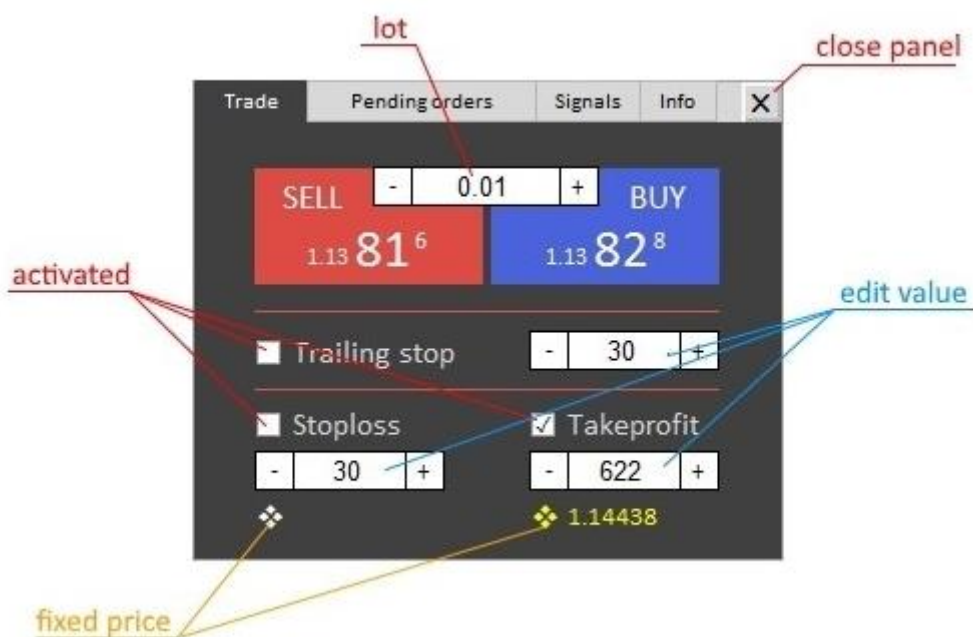 lot
close panel
Trade Pending orders Signals Info X
- 0.01 +
SELL BUY
1.13 81 6 1.13 82 8
activated
edit value
Trailing stop - 30 +
Stoploss Takeprofit
- 30 + - 622 +
1.14438
fixed price